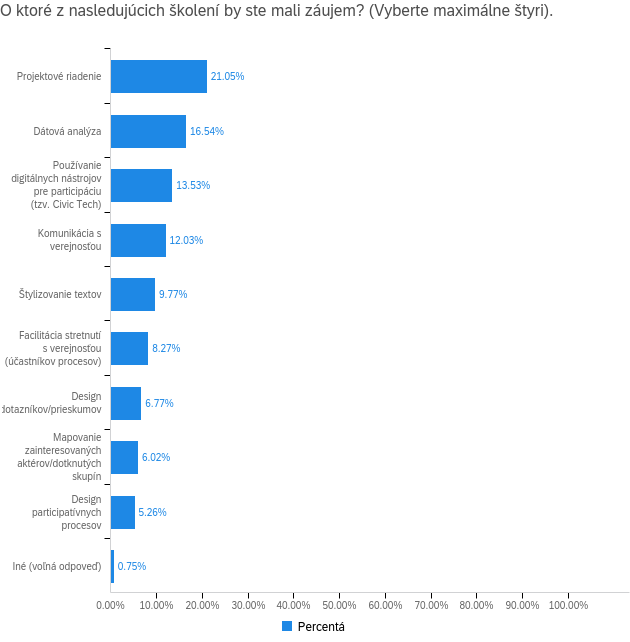 O ktoré z nasledujúcich školení by ste mali záujem? (Vyberte maximálne štyri).
Projektové riadenie
21.05%
Dátová analýza
16.54%
Používanie
digitálnych nástrojov
pre participáciu
(tzv. Civic Tech)
13.53%
Komunikácia s
verejnosťou
12.03%
Štylizovanie textov
9.77%
Facilitácia stretnutí
s verejnosťou
(účastníkov procesov)
8.27%
Design
dotazníkov/prieskumov
6.77%
Mapovanie
zainteresovaných
aktérov/dotknutých
skupín
6.02%
Design
participatívnych
procesov
5.26%
Iné (voľná odpoveď)
0.75%
0.00% 10.00% 20.00% 30.00% 40.00% 50.00% 60.00% 70.00% 80.00% 90.00% 100.00%
Percentá